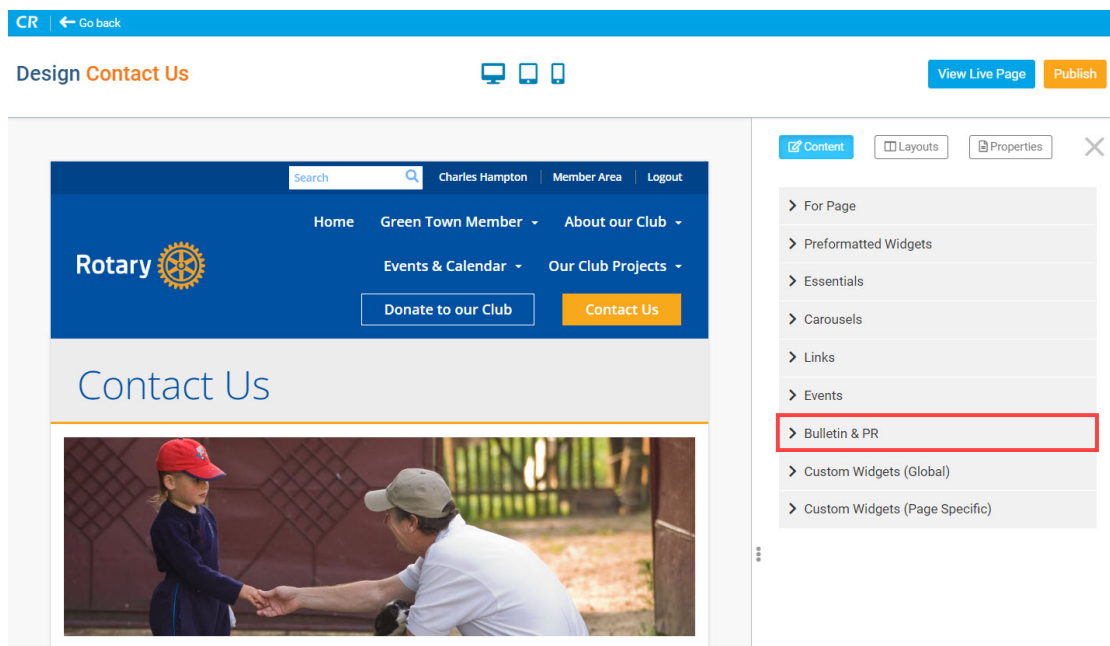 CR Go back
Design Contact Us
View Live Page Publish
Content Layouts Properties
Search Charles Hampton Member Area Logout
Home Green Town Member About our Club
Rotary
Events & Calendar Our Club Projects
Donate to our Club Contact Us
Contact Us
For Page
Preformatted Widgets
Essentials
Carousels
Links
Events
Bulletin & PR
Custom Widgets (Global)
Custom Widgets (Page Specific)